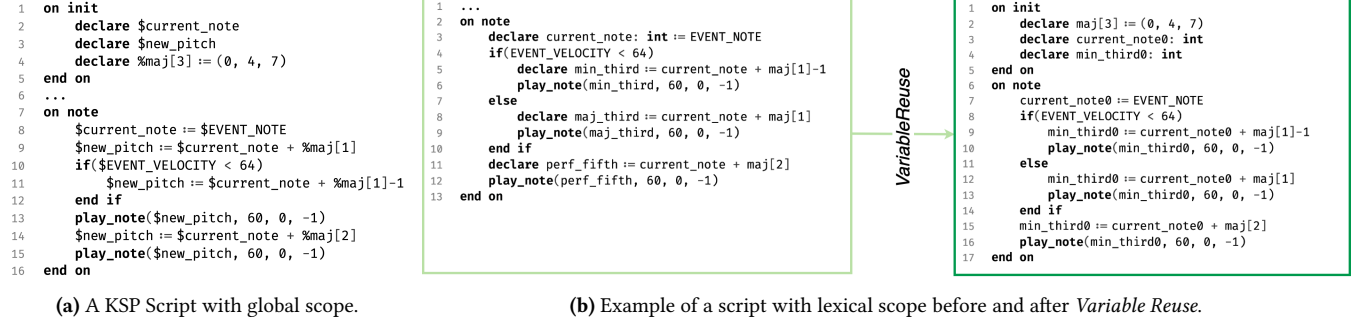 1 on init
2 declare $current_note
3 declare $new_pitch
4 declare %maj[3] := (0, 4, 7)
5 end on
6 ...
7 on note
8 $current_note := $EVENT_NOTE
9 $new_pitch := $current_note + %maj[1]
10 if($EVENT_VELOCITY < 64)
11 $new_pitch := $current_note + %maj[1]-1
12 end if
13 play_note($new_pitch, 60, 0, -1)
14 $new_pitch := $current_note + %maj[2]
15 play_note($new_pitch, 60, 0, -1)
16 end on
(a) A KSP Script with global scope.
1 ...
2 on note
3 declare current_note: int := EVENT_NOTE
4 if(EVENT_VELOCITY < 64)
5 declare min_third := current_note + maj[1]-1
6 play_note(min_third, 60, 0, -1)
7 else
8 declare maj_third := current_note + maj[1]
9 play_note(maj_third, 60, 0, -1)
10 end if
11 declare perf_fifth := current_note + maj[2]
12 play_note(perf_fifth, 60, 0, -1)
13 end on
VariableReuse
1 on init
2 declare maj[3] := (0, 4, 7)
3 declare current_note0: int
4 declare min_third0: int
5 end on
6 on note
7 current_note0 := EVENT_NOTE
8 if(EVENT_VELOCITY < 64)
9 min_third0 := current_note0 + maj[1]-1
10 play_note(min_third0, 60, 0, -1)
11 else
12 min_third0 := current_note0 + maj[1]
13 play_note(min_third0, 60, 0, -1)
14 end if
15 min_third0 := current_note0 + maj[2]
16 play_note(min_third0, 60, 0, -1)
17 end on
(b) Example of a script with lexical scope before and after Variable Reuse.